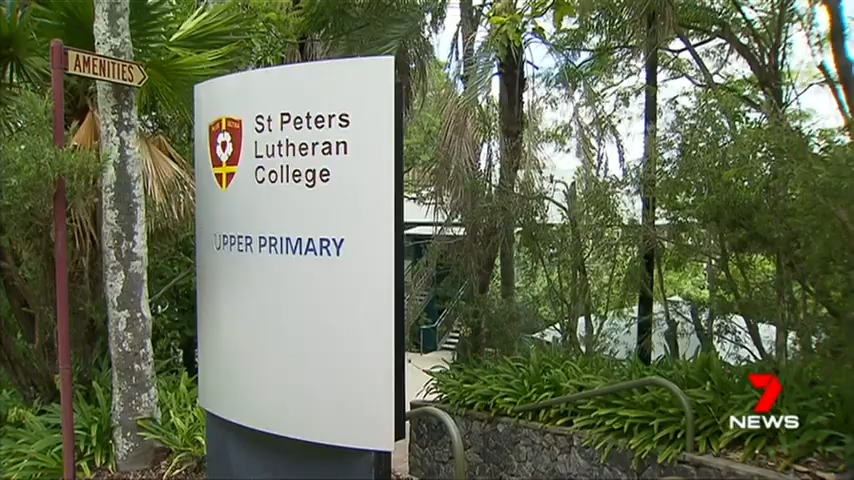 AMENITIES
St Peters
Lutheran
College
UPPER PRIMARY
7
NEWS